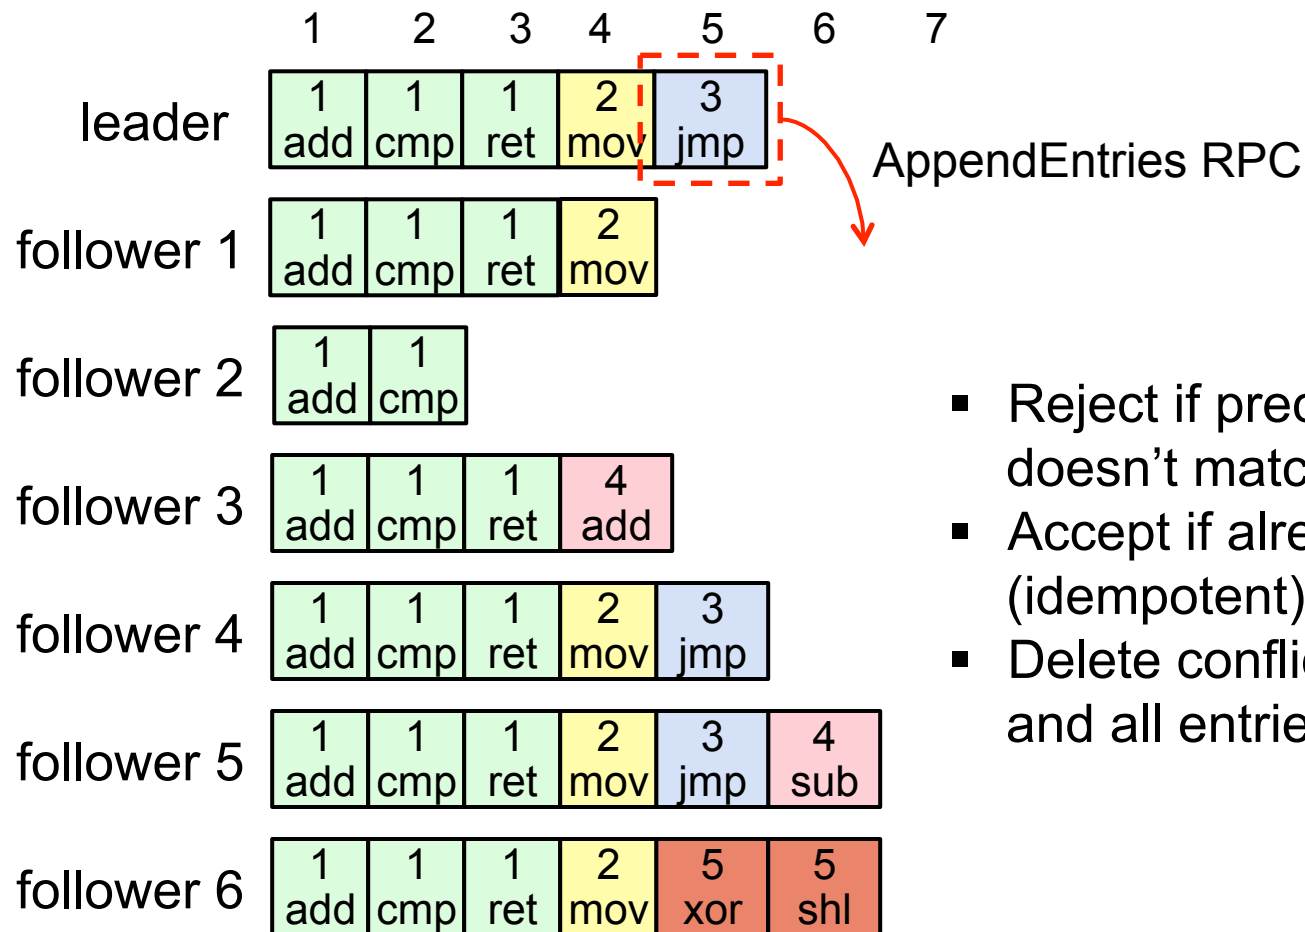 1 2 3 4 5 6 7
leader
1 1 1 2 3
add cmp ret mov jmp
AppendEntries RPC
follower 1
1 1 1 2
add cmp ret mov
follower 2
1 1
add cmp
follower 3
1 1 1 4
add cmp ret add
follower 4
1 1 1 2 3
add cmp ret mov jmp
follower 5
1 1 1 2 3 4
add cmp ret mov jmp sub
follower 6
1 1 1 2 5 5
add cmp ret mov xor shl
▪ Reject if
doesn’t
▪ Accept if
(idempotent)
▪ Delete
and all